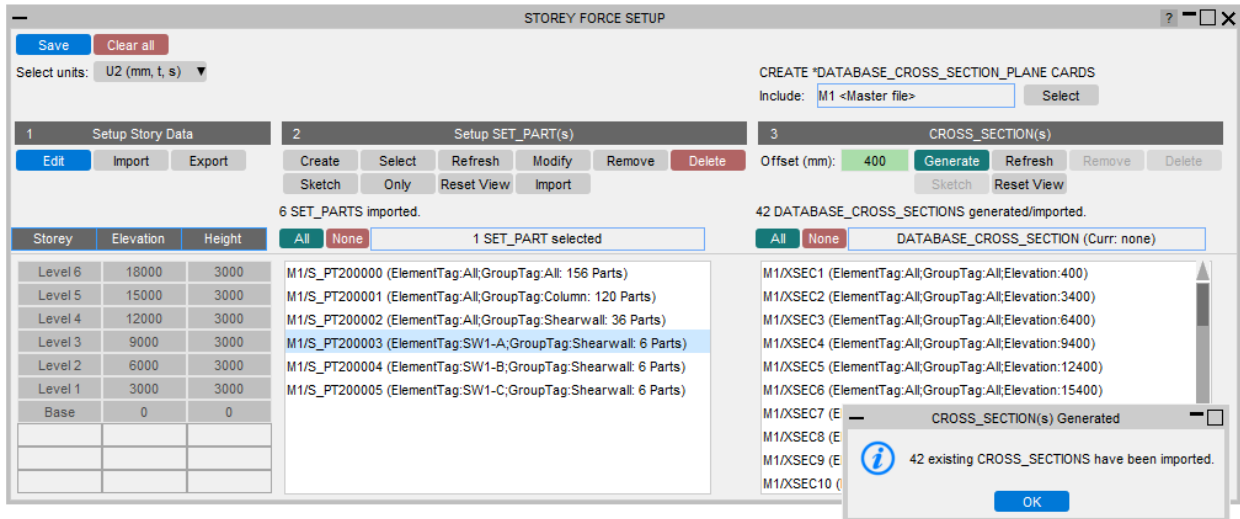 STOREY FORCE SETUP ?
Save Clear all
Select units: U2 (mm, t, s)
CREATE *DATABASE_CROSS_SECTION_PLANE CARDS
Include: M1 <Master file> Select
1 Setup Story Data
Edit Import Export
2 Setup SET_PART(s)
Create Select Refresh Modify Remove Delete
Sketch Only Reset View Import
6 SET_PARTS imported.
All None 1 SET_PART selected
3 CROSS_SECTION(s)
Offset (mm): 400 Generate Refresh Remove Delete
Sketch Reset View
42 DATABASE_CROSS_SECTIONS generated/imported.
All None DATABASE_CROSS_SECTION (Curr: none)
Storey Elevation Height
Level 6 18000 3000
Level 5 15000 3000
Level 4 12000 3000
Level 3 9000 3000
Level 2 6000 3000
Level 1 3000 3000
Base 0 0
M1/S_PT200000 (ElementTag:All;GroupTag:All: 156 Parts)
M1/S_PT200001 (ElementTag:All;GroupTag:Column: 120 Parts)
M1/S_PT200002 (ElementTag:All;GroupTag:Shearwall: 36 Parts)
M1/S_PT200003 (ElementTag:SW1-A;GroupTag:Shearwall: 6 Parts)
M1/S_PT200004 (ElementTag:SW1-B;GroupTag:Shearwall: 6 Parts)
M1/S_PT200005 (ElementTag:SW1-C;GroupTag:Shearwall: 6 Parts)
M1/XSEC1 (ElementTag:All;GroupTag:All;Elevation:400)
M1/XSEC2 (ElementTag:All;GroupTag:All;Elevation:3400)
M1/XSEC3 (ElementTag:All;GroupTag:All;Elevation:6400)
M1/XSEC4 (ElementTag:All;GroupTag:All;Elevation:9400)
M1/XSEC5 (ElementTag:All;GroupTag:All;Elevation:12400)
M1/XSEC6 (ElementTag:All;GroupTag:All;Elevation:15400)
M1/XSEC7 (E
M1/XSEC8 (E
M1/XSEC9 (E
M1/XSEC10 (
CROSS_SECTION(s) Generated
42 existing CROSS_SECTIONS have been imported.
OK